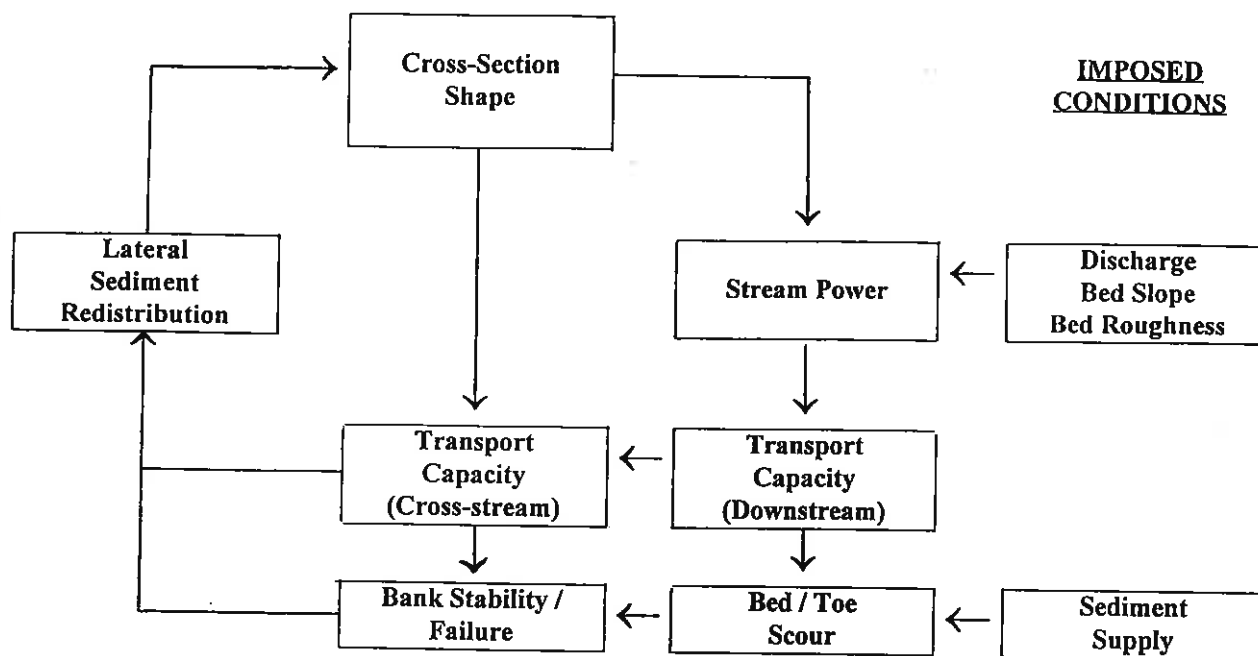 Cross-Section
Shape
IMPOSED
CONDITIONS
Lateral
Sediment
Redistribution
Stream Power
Discharge
Bed Slope
Bed Roughness
Transport
Capacity
(Cross-stream)
Transport
Capacity
(Downstream)
Bank Stability /
Failure
Bed / Toe
Scour
Sediment
Supply